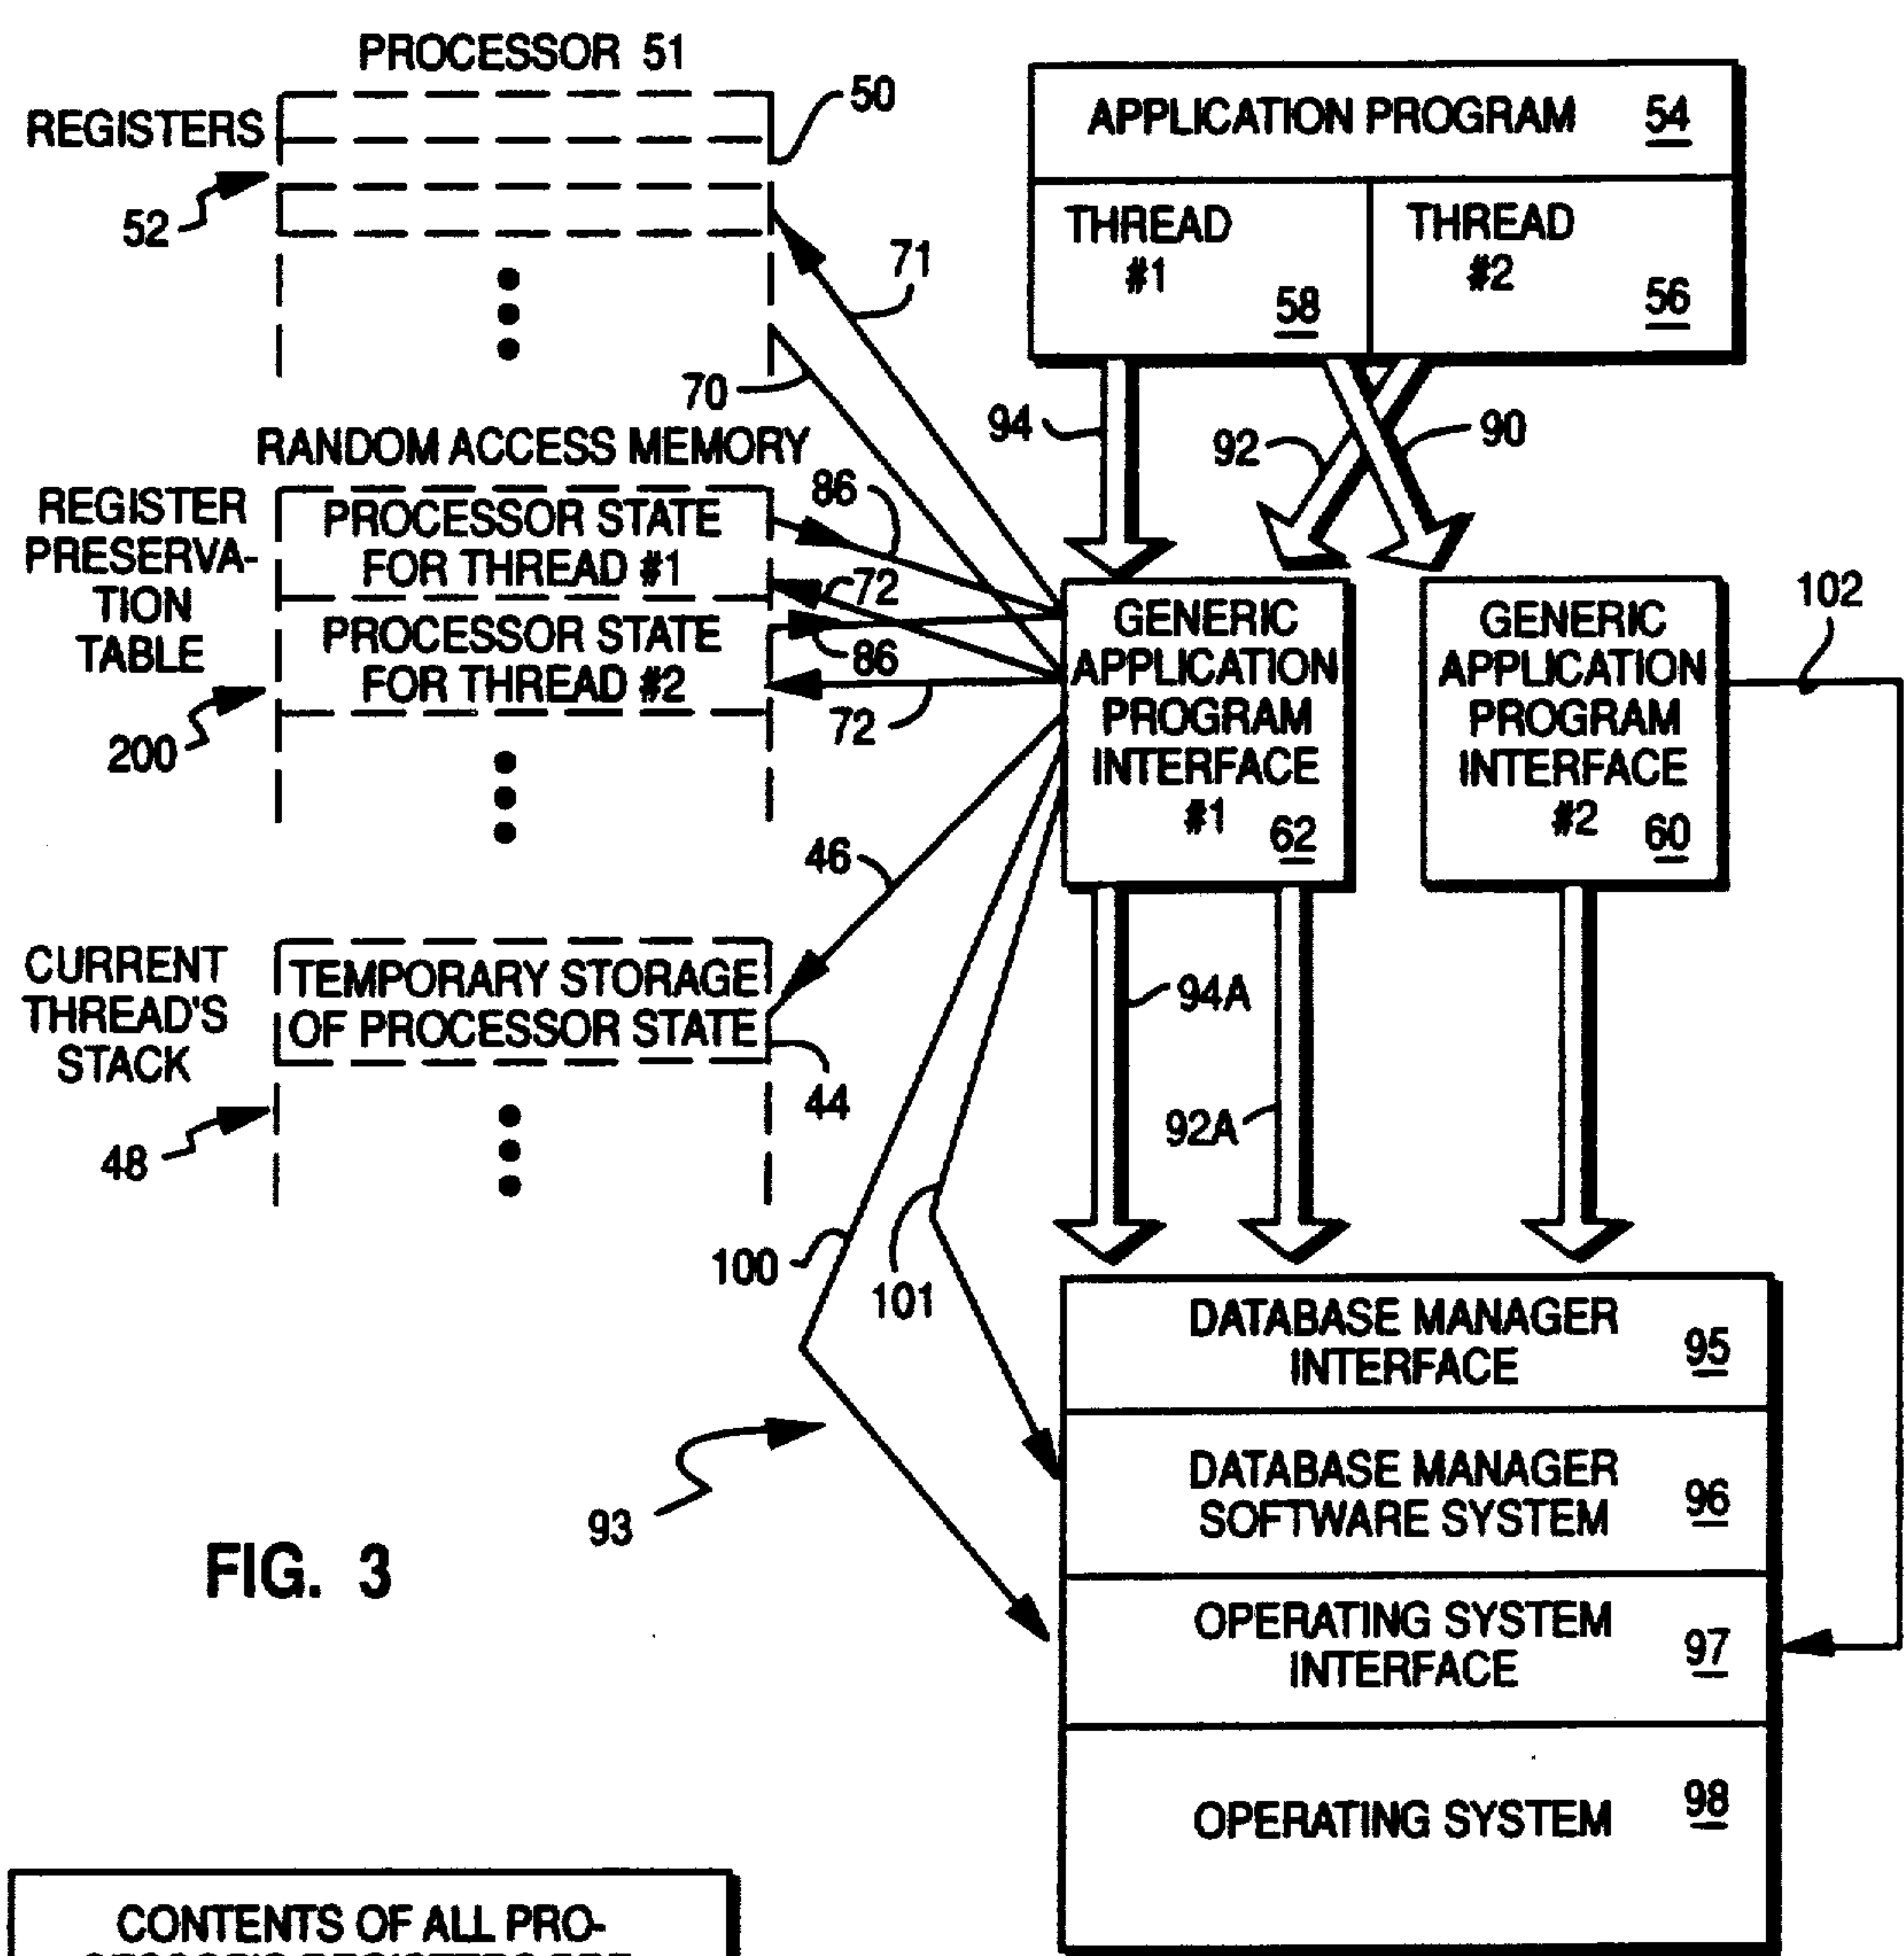 PROCESSOR 51
REGISTERS
50
52
71
70
APPLICATION PROGRAM 54
THREAD
#1
58
THREAD
#2
56
94
92
90
RANDOM ACCESS MEMORY
REGISTER
PRESERVA-
TION
TABLE
200
PROCESSOR STATE
FOR THREAD #1
PROCESSOR STATE
FOR THREAD #2
86
72
86
72
GENERIC
APPLICATION
PROGRAM
INTERFACE
#1
62
GENERIC
APPLICATION
PROGRAM
INTERFACE
#2
60
102
46
CURRENT
THREAD'S
STACK
48
TEMPORARY STORAGE
OF PROCESSOR STATE
44
94A
92A
100
101
93
DATABASE MANAGER
INTERFACE
95
DATABASE MANAGER
SOFTWARE SYSTEM
96
OPERATING SYSTEM
INTERFACE
97
OPERATING SYSTEM 98
FIG. 3
CONTENTS OF ALL PRO-